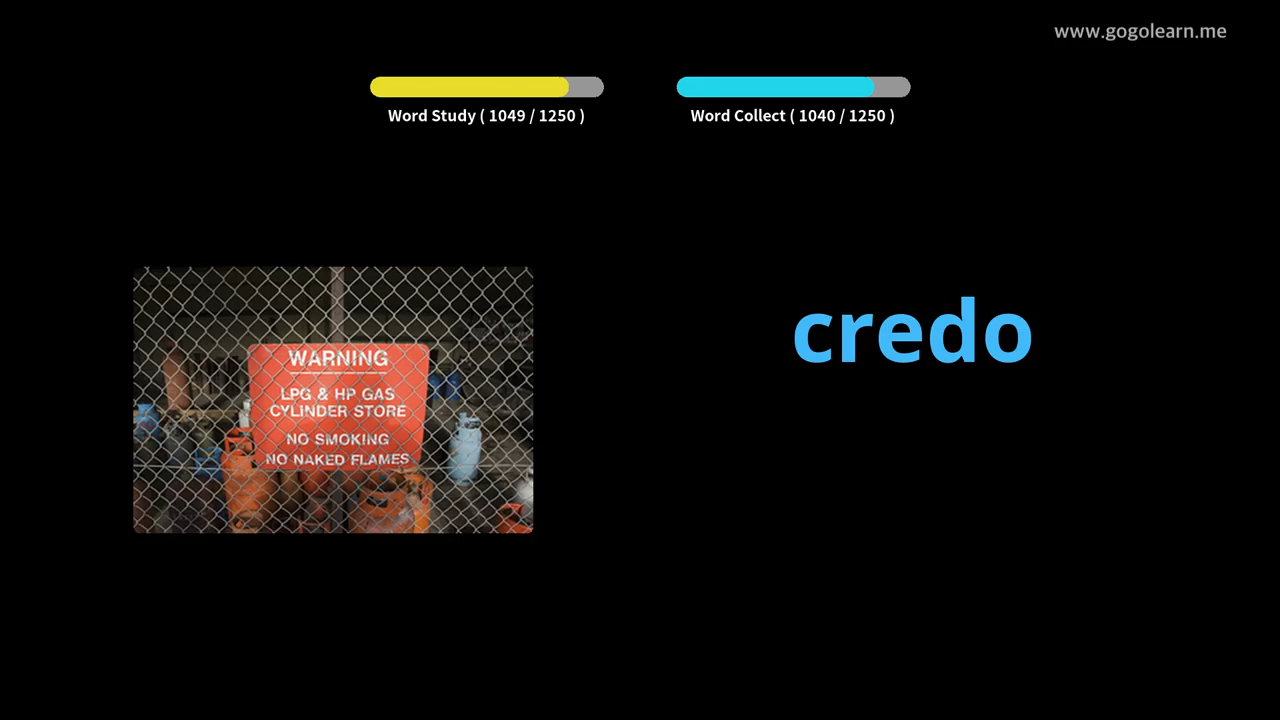 www.gogolearn.me
Word Study ( 1049 / 1250 )
Word Collect ( 1040 / 1250 )
credo
WARNING
LPG & HP GAS
CYLINDER STORE
NO SMOKING
NO NAKED FLAMES